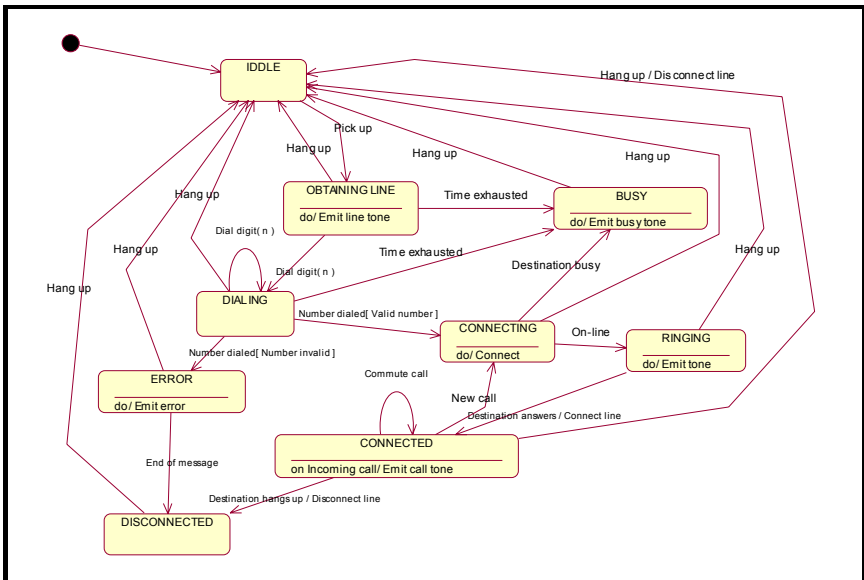 IDDLE
Hang up / Disconnect line
Pick up
Hang up
Hang up
Hang up
OBTAINING LINE
do/ Emit line tone
Time exhausted
BUSY
do/ Emit busy tone
Hang up
Dial digit( n )
Hang up
Time exhausted
Hang up
Destination busy
Dial digit( n )
Hang up
DIALING
Number dialed[ Valid number ]
CONNECTING
do/ Connect
On-line
RINGING
do/ Emit tone
Number dialed[ Number invalid ]
ERROR
do/ Emit error
Commute call
New call
Destination answers / Connect line
CONNECTED
on Incoming call/ Emit call tone
End of message
Destination hangs up / Disconnect line
DISCONNECTED